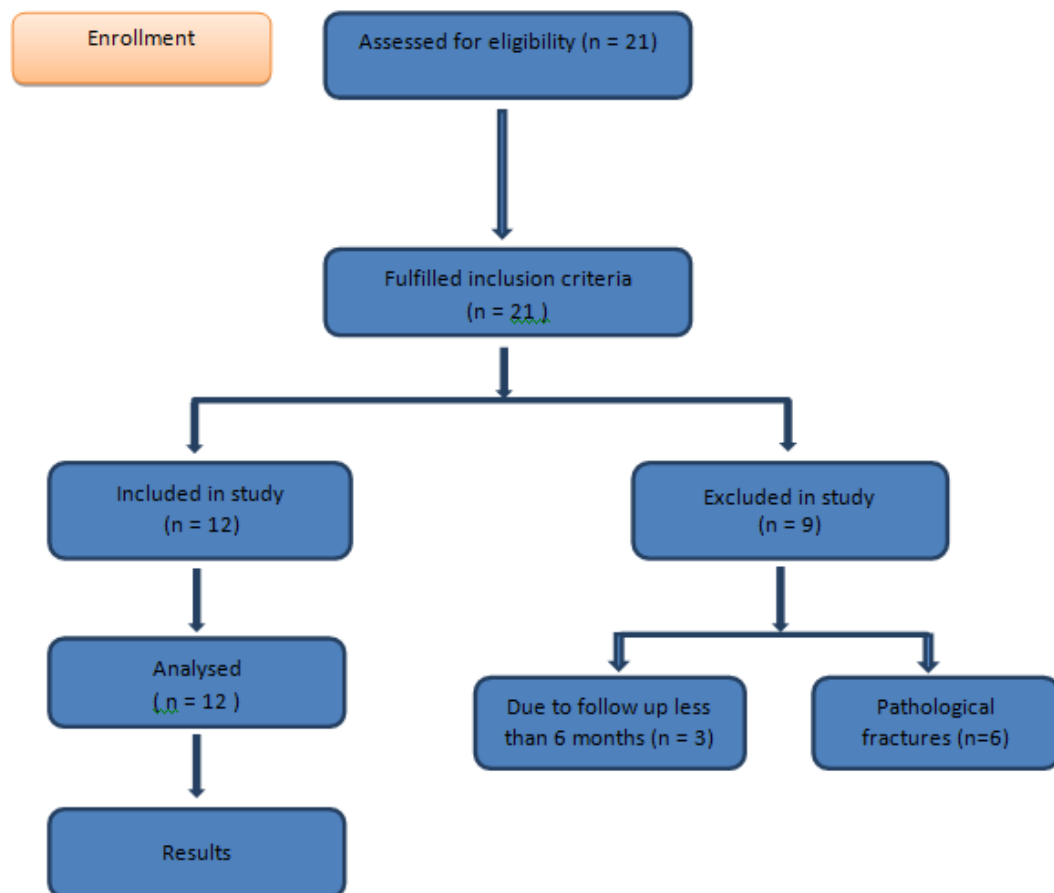 Enrollment
Assessed for eligibility (n = 21)
Fulfilled inclusion criteria
(n = 21 )
Included in study
(n = 12)
Excluded in study
(n = 9)
Analysed
( n = 12 )
Due to follow up less
than 6 months (n = 3)
Pathological
fractures (n=6)
Results